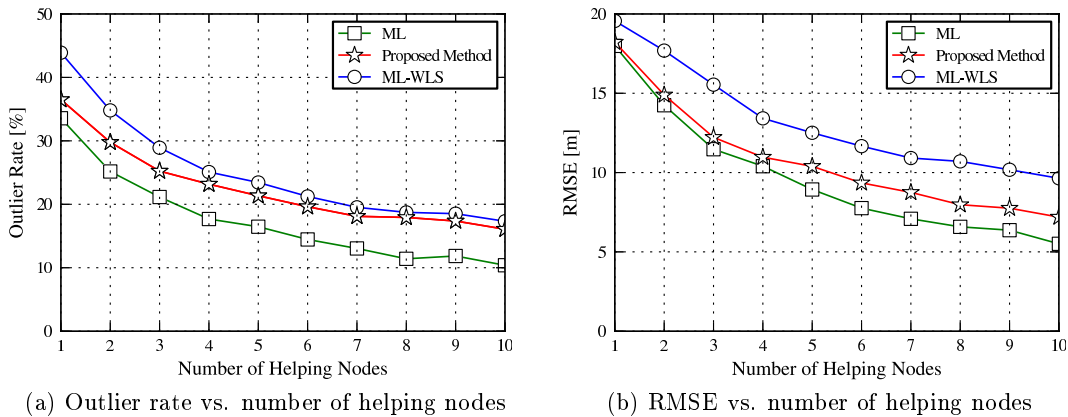 50
40
30
20
10
0
Outlier Rate [%]
ML
Proposed Method
ML-WLS
1 2 3 4 5 6 7 8 9 10
Number of Helping Nodes
(a) Outlier rate vs. number of helping nodes
20
15
10
5
0
RMSE [m]
ML
Proposed Method
ML-WLS
1 2 3 4 5 6 7 8 9 10
Number of Helping Nodes
(b) RMSE vs. number of helping nodes